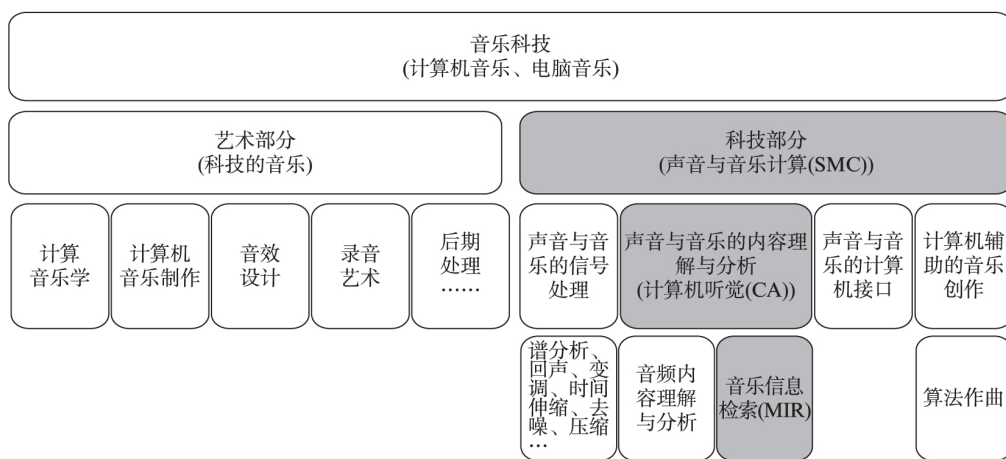 音乐科技
(计算机音乐、电脑音乐)
艺术部分
(科技的音乐)
科技部分
(声音与音乐计算(SMC))
计算
音乐学
计算机
音乐制作
音效
设计
录音
艺术
后期
处理
……
声音与音
乐的信号
处理
声音与音乐的内容理
解与分析
(计算机听觉(CA))
声音与音
乐的计算
机接口
计算机辅
助的音乐
创作
谱分析、
回声、变
调、时间
伸缩、去
噪、压缩
…
音频内
容理解
与分析
音乐信息
检索(MIR)
算法作曲